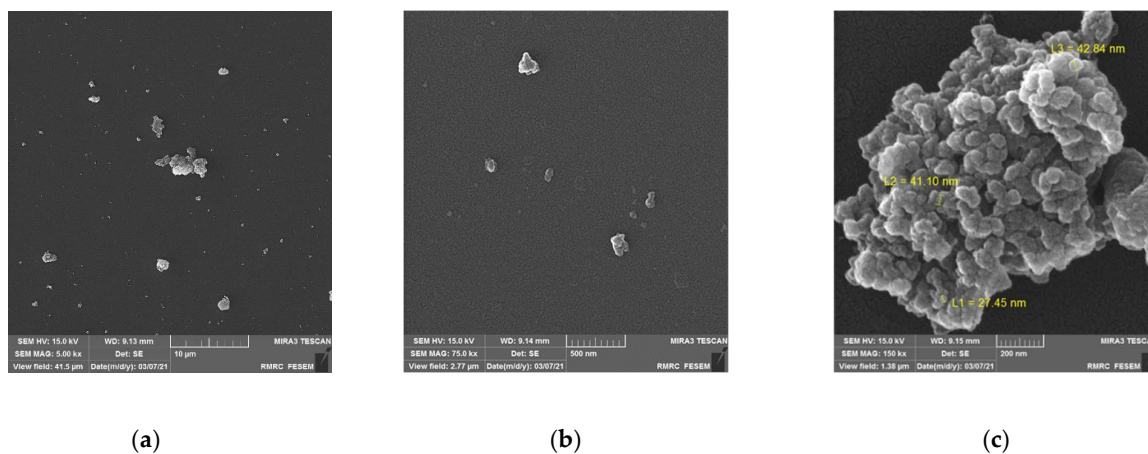 L3 = 42.84 nm
L2 = 41.10 nm
L1 = 27.45 nm
SEM HV: 15.0 kV WD: 9.13 mm MIRA3 TESCAN
SEM MAG: 5.00 kx Det: SE 10 µm
View field: 41.5 µm Date(m/d/y): 03/07/21 RMRC FESEM
SEM HV: 15.0 kV WD: 9.14 mm MIRA3 TESCAN
SEM MAG: 75.0 kx Det: SE 500 nm
View field: 2.77 µm Date(m/d/y): 03/07/21 RMRC FESEM
SEM HV: 15.0 kV WD: 9.15 mm MIRA3 TESCAN
SEM MAG: 150 kx Det: SE 200 nm
View field: 1.38 µm Date(m/d/y): 03/07/21 RMRC FESEM
(a) (b) (c)